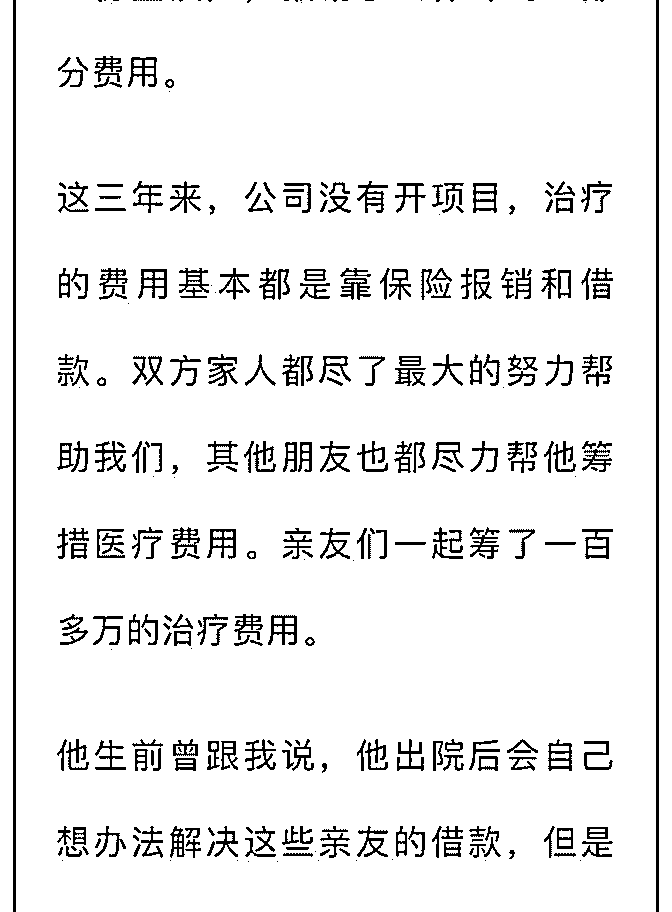 分费用。
这三年来，公司没有开项目，治疗
的费用基本都是靠保险报销和借
款。双方家人都尽了最大的努力帮
助我们，其他朋友也都尽力帮他筹
措医疗费用。亲友们一起筹了一百
多万的治疗费用。
他生前曾跟我说，他出院后会自己
想办法解决这些亲友的借款，但是